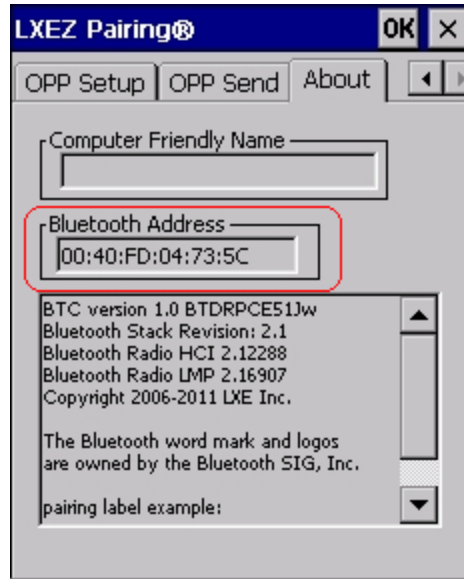 LXEZ Pairing® OK ×
OPP Setup OPP Send About
Computer Friendly Name
Bluetooth Address
00:40:FD:04:73:5C
BTC version 1.0 BTDRPCE51Jw
Bluetooth Stack Revision: 2.1
Bluetooth Radio HCI 2.12288
Bluetooth Radio LMP 2.16907
Copyright 2006-2011 LXE Inc.
The Bluetooth word mark and logos
are owned by the Bluetooth SIG, Inc.
pairing label example: